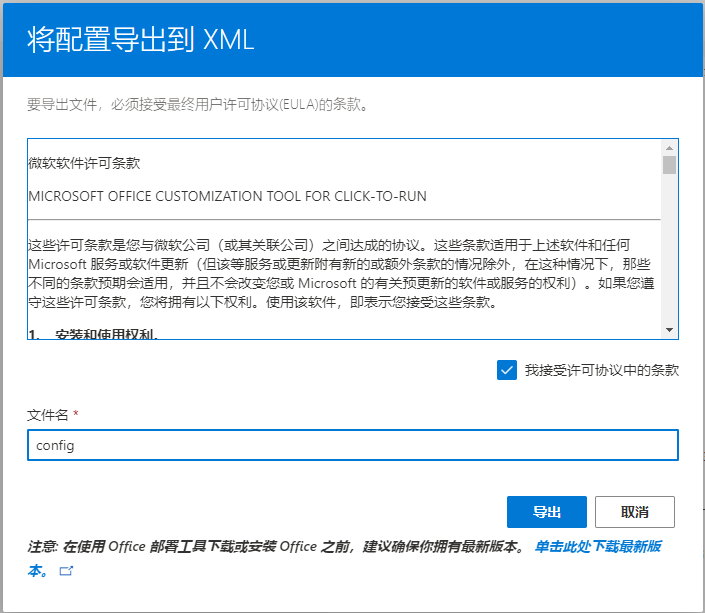 将配置导出到 XML
要导出文件，必须接受最终用户许可协议(EULA)的条款。
微软软件许可条款
MICROSOFT OFFICE CUSTOMIZATION TOOL FOR CLICK-TO-RUN
这些许可条款是您与微软公司（或其关联公司）之间达成的协议。这些条款适用于上述软件和任何
Microsoft 服务或软件更新（但该等服务或更新附有新的或额外条款的情况除外，在这种情况下，那些
不同的条款预期会适用，并且不会改变您或 Microsoft 的有关预更新的软件或服务的权利）。如果您遵
守这些许可条款，您将拥有以下权利。使用该软件，即表示您接受这些条款。
1. 安装和使用权利。
我接受许可协议中的条款
文件名 *
config
导出
取消
注意: 在使用 Office 部署工具下载或安装 Office 之前，建议确保你拥有最新版本。 单击此处下载最新版
本。